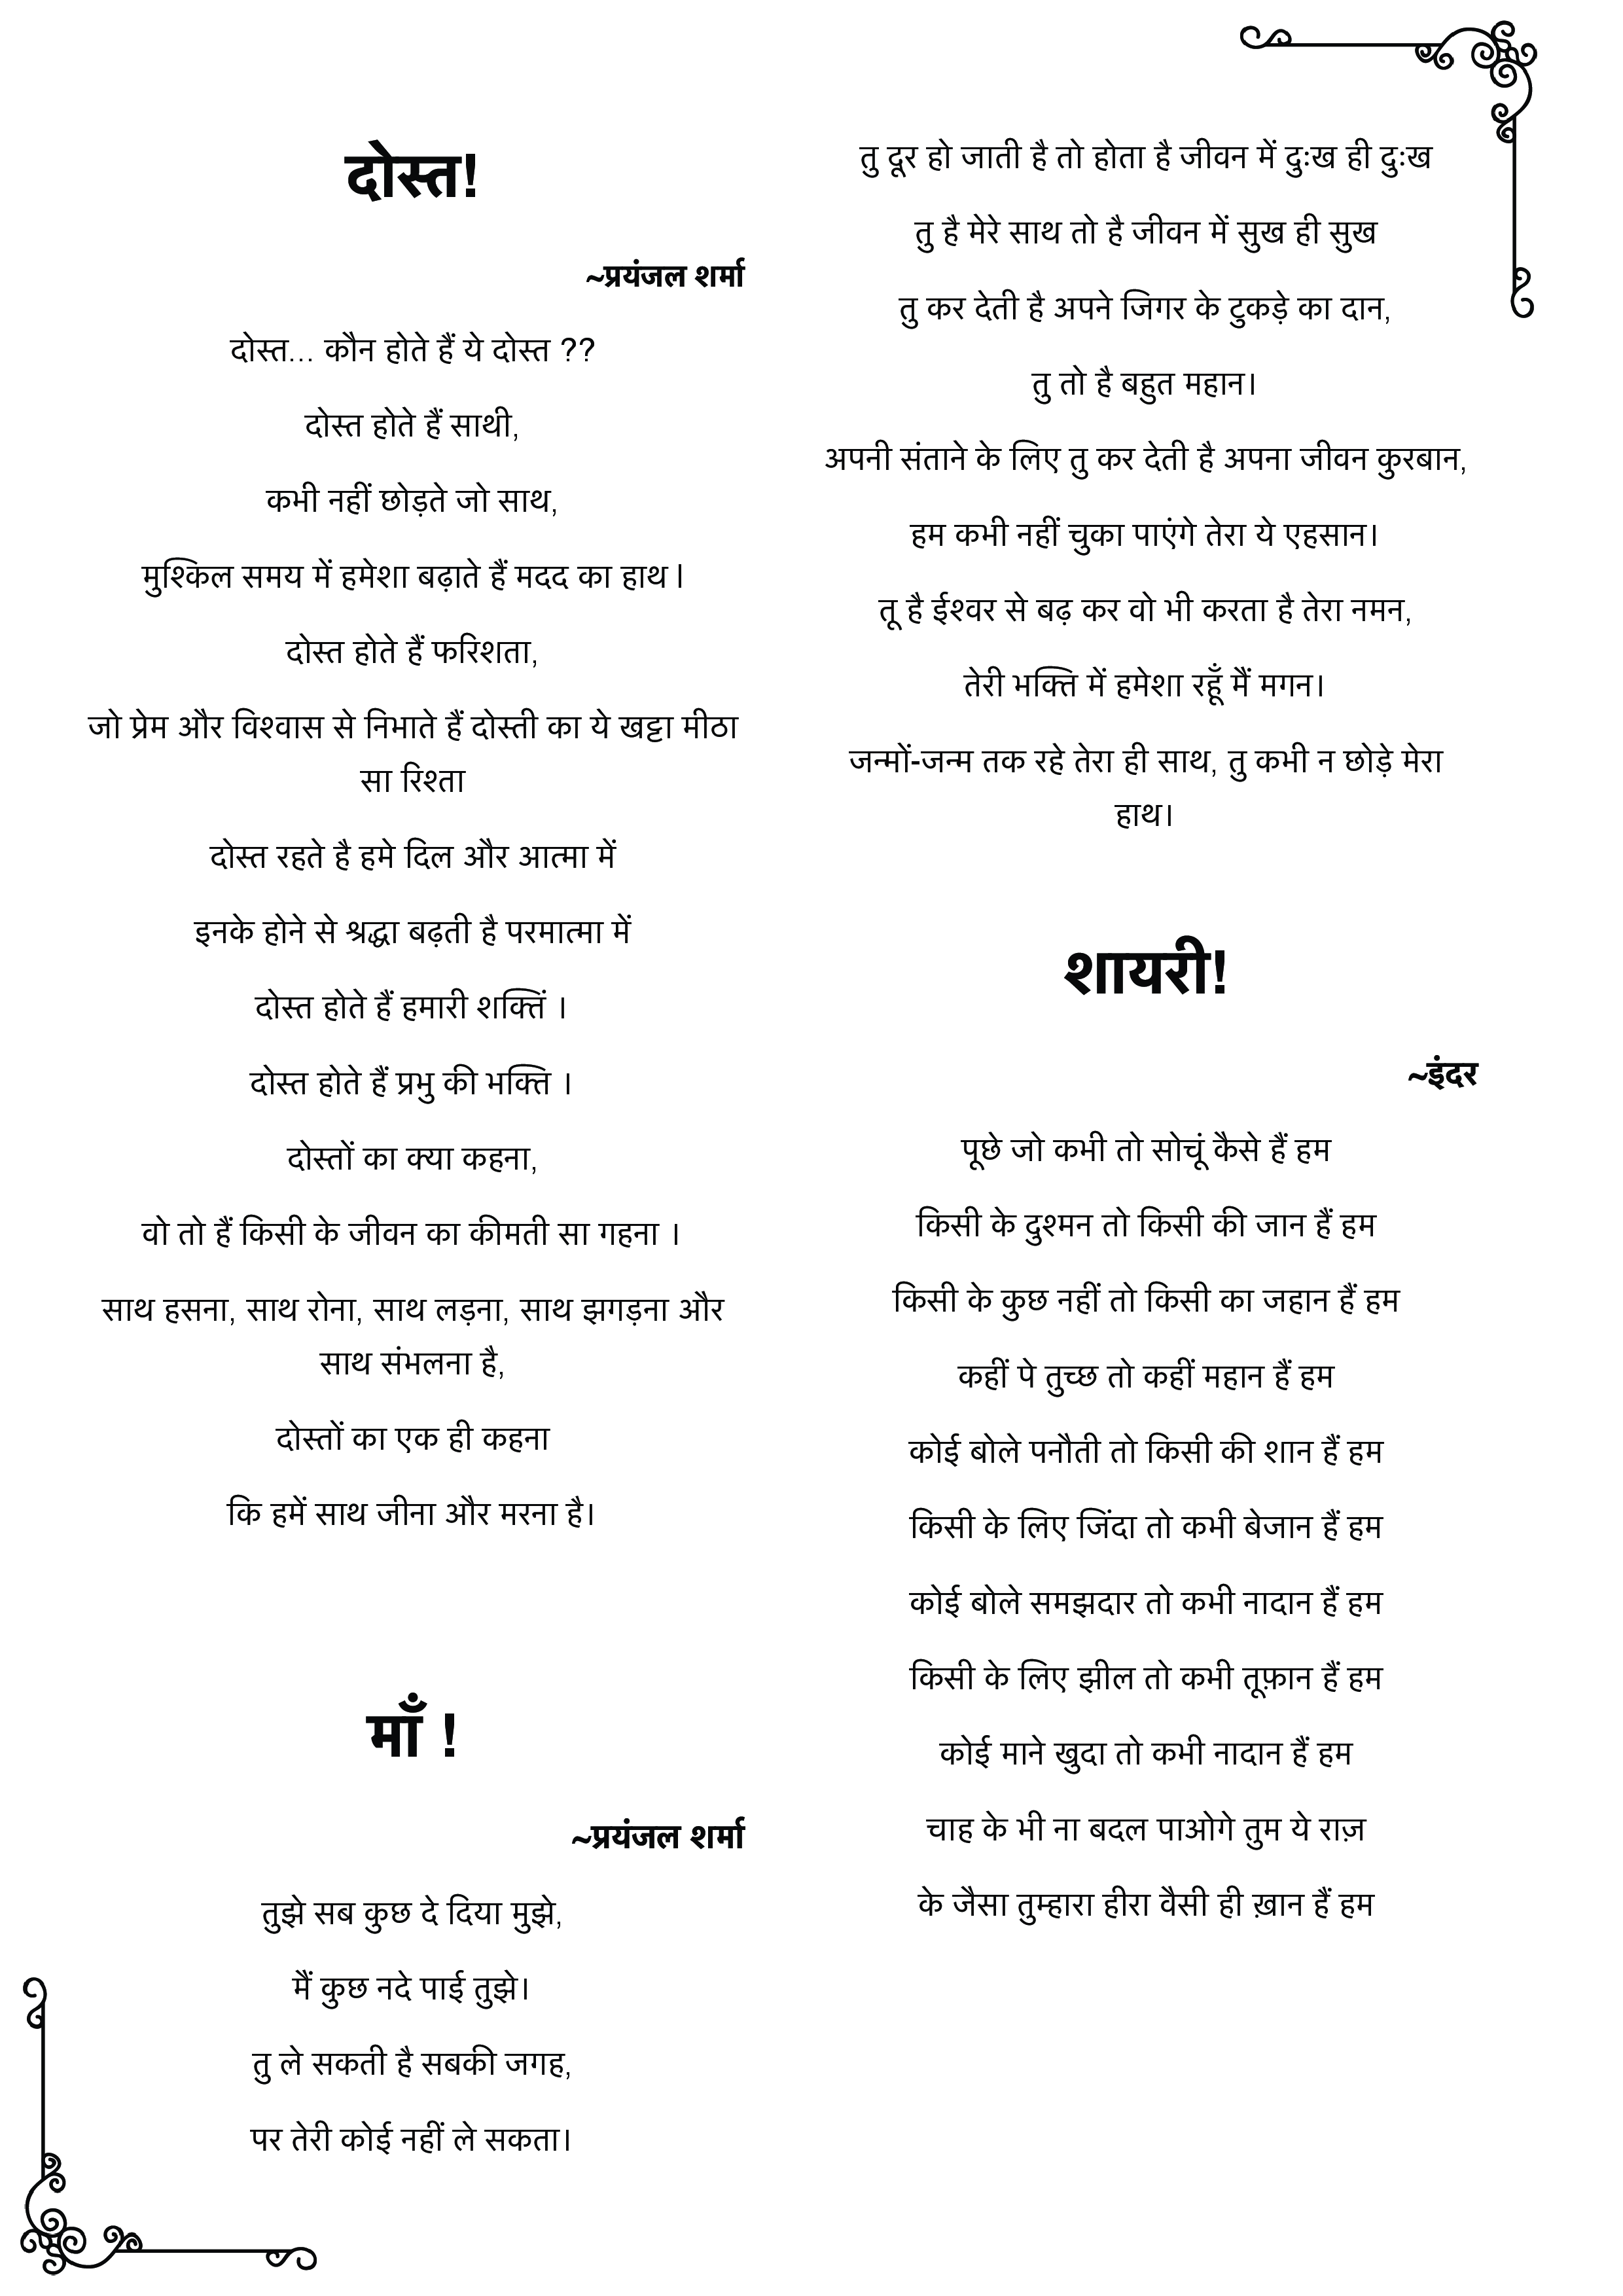 दोस्त!
~प्रयंजल शर्मा
दोस्त... कौन होते हैं ये दोस्त ??
दोस्त होते हैं साथी,
कभी नहीं छोड़ते जो साथ,
मुश्किल समय में हमेशा बढ़ाते हैं मदद का हाथ l
दोस्त होते हैं फरिशता,
जो प्रेम और विश्वास से निभाते हैं दोस्ती का ये खट्टा मीठा
सा रिश्ता
दोस्त रहते है हमे दिल और आत्मा में
इनके होने से श्रद्धा बढ़ती है परमात्मा में
दोस्त होते हैं हमारी शक्तिं ।
दोस्त होते हैं प्रभु की भक्ति ।
दोस्तों का क्या कहना,
वो तो हैं किसी के जीवन का कीमती सा गहना ।
साथ हसना, साथ रोना, साथ लड़ना, साथ झगड़ना और
साथ संभलना है,
दोस्तों का एक ही कहना
कि हमें साथ जीना और मरना है।
माँ !
~प्रयंजल शर्मा
तुझे सब कुछ दे दिया मुझे,
मैं कुछ नदे पाई तुझे।
तु ले सकती है सबकी जगह,
पर तेरी कोई नहीं ले सकता।
तु दूर हो जाती है तो होता है जीवन में दुःख ही दुःख
तु है मेरे साथ तो है जीवन में सुख ही सुख
तु कर देती है अपने जिगर के टुकड़े का दान,
तु तो है बहुत महान।
अपनी संताने के लिए तु कर देती है अपना जीवन कुरबान,
हम कभी नहीं चुका पाएंगे तेरा ये एहसान।
तू है ईश्वर से बढ़ कर वो भी करता है तेरा नमन,
तेरी भक्ति में हमेशा रहूँ मैं मगन।
जन्मों-जन्म तक रहे तेरा ही साथ, तु कभी न छोड़े मेरा
हाथ।
शायरी!
~इंदर
पूछे जो कभी तो सोचूं कैसे हैं हम
किसी के दुश्मन तो किसी की जान हैं हम
किसी के कुछ नहीं तो किसी का जहान हैं हम
कहीं पे तुच्छ तो कहीं महान हैं हम
कोई बोले पनौती तो किसी की शान हैं हम
किसी के लिए जिंदा तो कभी बेजान हैं हम
कोई बोले समझदार तो कभी नादान हैं हम
किसी के लिए झील तो कभी तूफ़ान हैं हम
कोई माने खुदा तो कभी नादान हैं हम
चाह के भी ना बदल पाओगे तुम ये राज़
के जैसा तुम्हारा हीरा वैसी ही ख़ान हैं हम